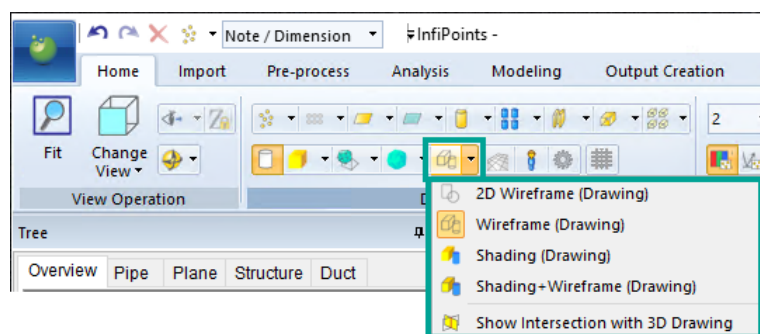 Note / Dimension InfiPoints -
Home Import Pre-process Analysis Modeling Output Creation
2
Fit Change
View
View Operation
2D Wireframe (Drawing)
Tree
Wireframe (Drawing)
Shading (Drawing)
Overview Pipe Plane Structure Duct
Shading+Wireframe (Drawing)
Show Intersection with 3D Drawing